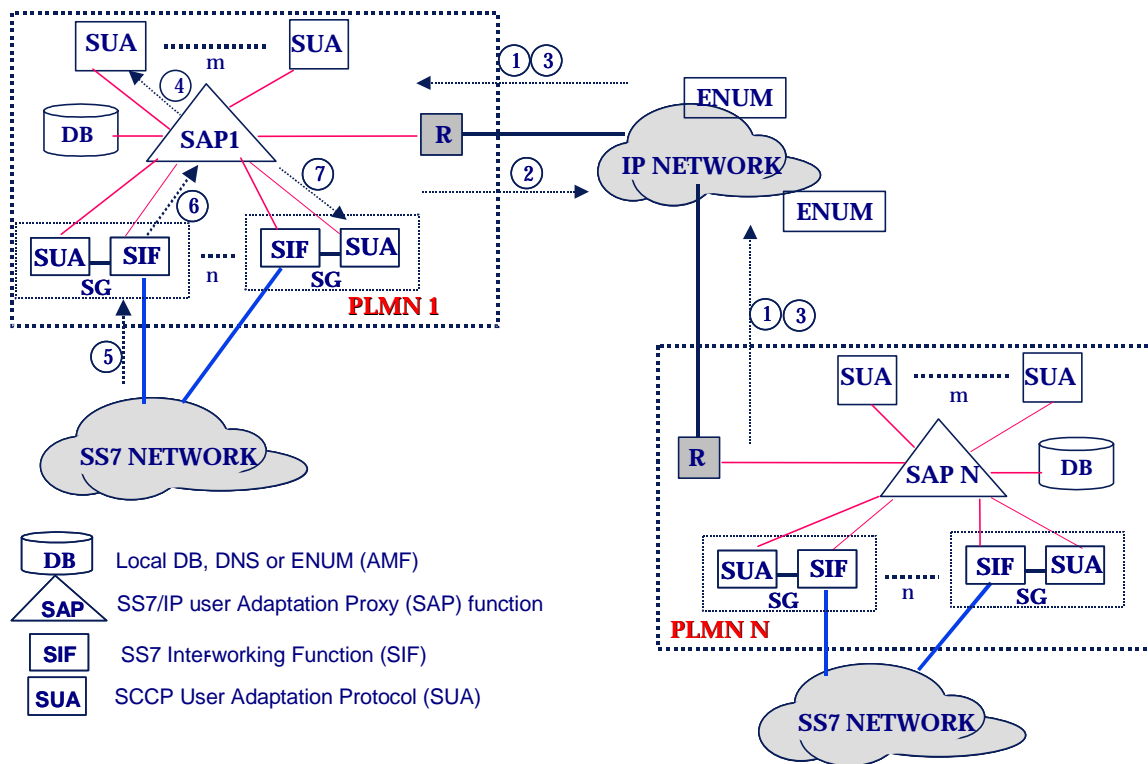 SUA
SUA
m
1 3
4
ENUM
DB
SAP1
R
IP NETWORK
7
2
6
ENUM
SUA
SIF
SIF
SUA
n
SG
SG
PLMN 1
1 3
5
SUA
SUA
m
SS7 NETWORK
R
SAP N
DB
DB
Local DB, DNS or ENUM (AMF)
SUA
SIF
SIF
SUA
n
SG
SG
SAP
SS7/IP user Adaptation Proxy (SAP) function
PLMN N
SIF
SS7 Interworking Function (SIF)
SUA
SCCP User Adaptation Protocol (SUA)
SS7 NETWORK